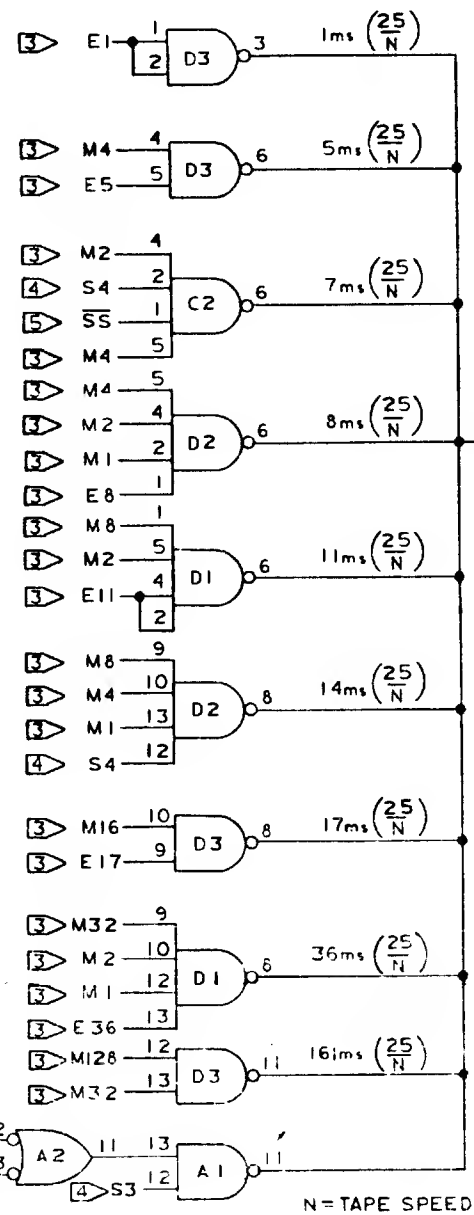 3 E1 1 2 D3 3 1ms (25/N)
3 M4 4
3 E5 5 D3 6 5ms (25/N)
3 M2 4
4 S4 2
5 S̅S̅ 1
3 M4 5 C2 6 7ms (25/N)
3 M4 5
3 M2 4
3 M1 2
3 E8 1 D2 6 8ms (25/N)
3 M8 1
3 M2 5
3 E11 4 2 D1 6 11ms (25/N)
3 M8 9
3 M4 10
3 M1 13
4 S4 12 D2 8 14ms (25/N)
3 M16 10
3 E17 9 D3 8 17ms (25/N)
3 M32 9
3 M2 10
3 M1 12
3 E36 13 D1 8 36ms (25/N)
3 M128 12
3 M32 13 D3 11 161ms (25/N)
2 3 A2 11 13
4 S3 12 A1 11
N = TAPE SPEED